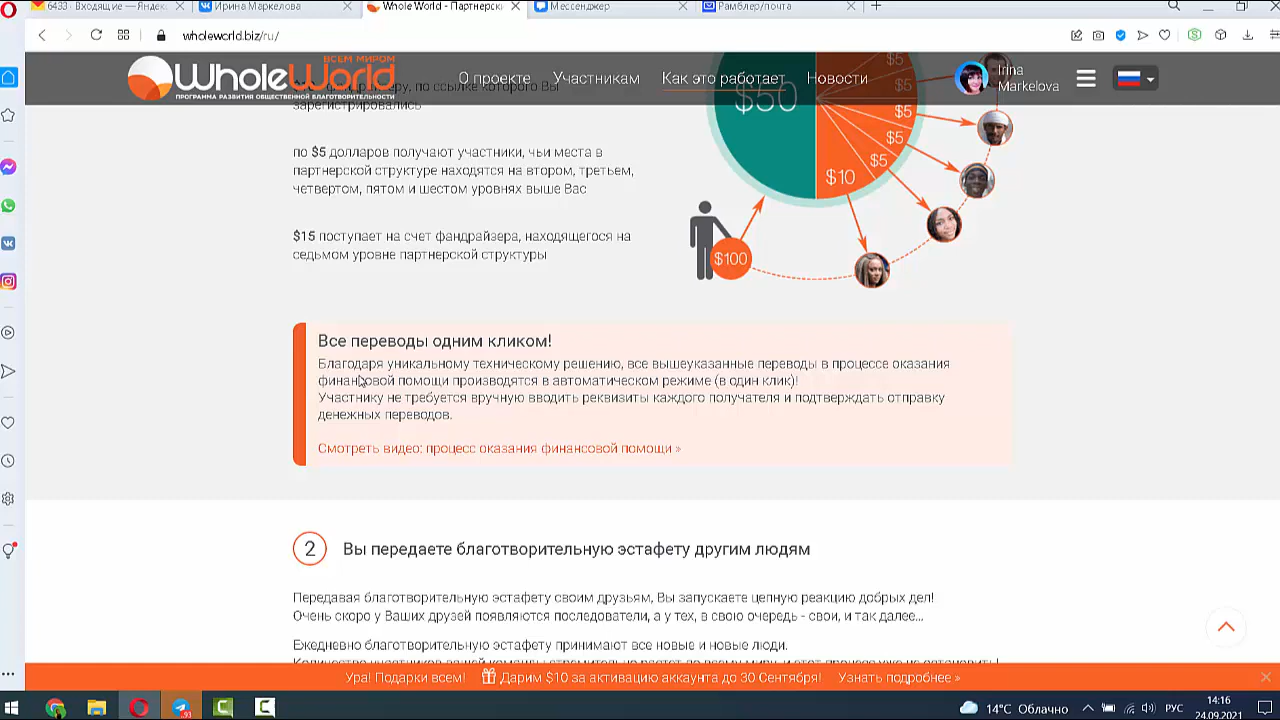 6433 · Входящие — Яндекс
Ирина Маркелова
Whole World - Партнерск
Мессенджер
Рамблер/почта
wholeworld.biz/ru/
ВСЕМ МИРОМ
WholeWorld
ПРОГРАММА РАЗВИТИЯ ОБЩЕСТВЕННОЙ БЛАГОТВОРИТЕЛЬНОСТИ
О проекте
Участникам
Как это работает
Новости
Irina
Markelova
по ссылке которого Вы
зарегистрировались
по $5 долларов получают участники, чьи места в
партнерской структуре находятся на втором, третьем,
четвертом, пятом и шестом уровнях выше Вас
$15 поступает на счет фандрайзера, находящегося на
седьмом уровне партнерской структуры
$50
$5
$5
$5
$5
$5
$10
$100
Все переводы одним кликом!
Благодаря уникальному техническому решению, все вышеуказанные переводы в процессе оказания
финансовой помощи производятся в автоматическом режиме (в один клик)!
Участнику не требуется вручную вводить реквизиты каждого получателя и подтверждать отправку
денежных переводов.
Смотреть видео: процесс оказания финансовой помощи »
2
Вы передаете благотворительную эстафету другим людям
Передавая благотворительную эстафету своим друзьям, Вы запускаете цепную реакцию добрых дел!
Очень скоро у Ваших друзей появляются последователи, а у тех, в свою очередь - свои, и так далее...
Ежедневно благотворительную эстафету принимают все новые и новые люди.
Ура! Подарки всем!
Дарим $10 за активацию аккаунта до 30 Сентября!
Узнать подробнее »
93
14°C Облачно
РУС
14:16
24.09.2021